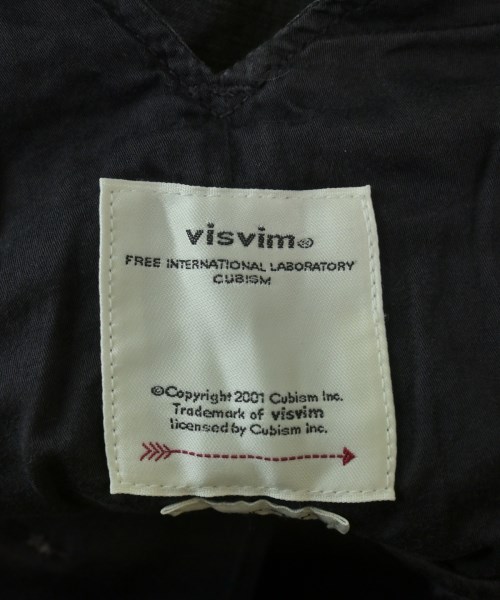 visvim®
FREE INTERNATIONAL LABORATORY
CUBISM
©Copyright 2001 Cubism Inc.
Trademark of visvim
licensed by Cubism inc.